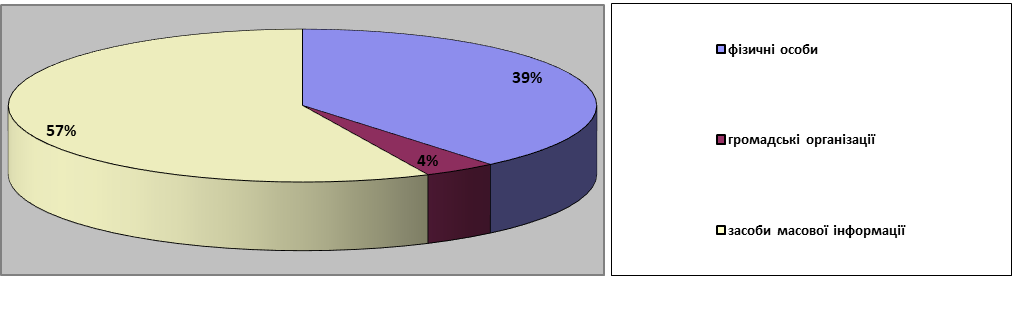 39%
57%
4%
фізичні особи
громадські організації
засоби масової інформації